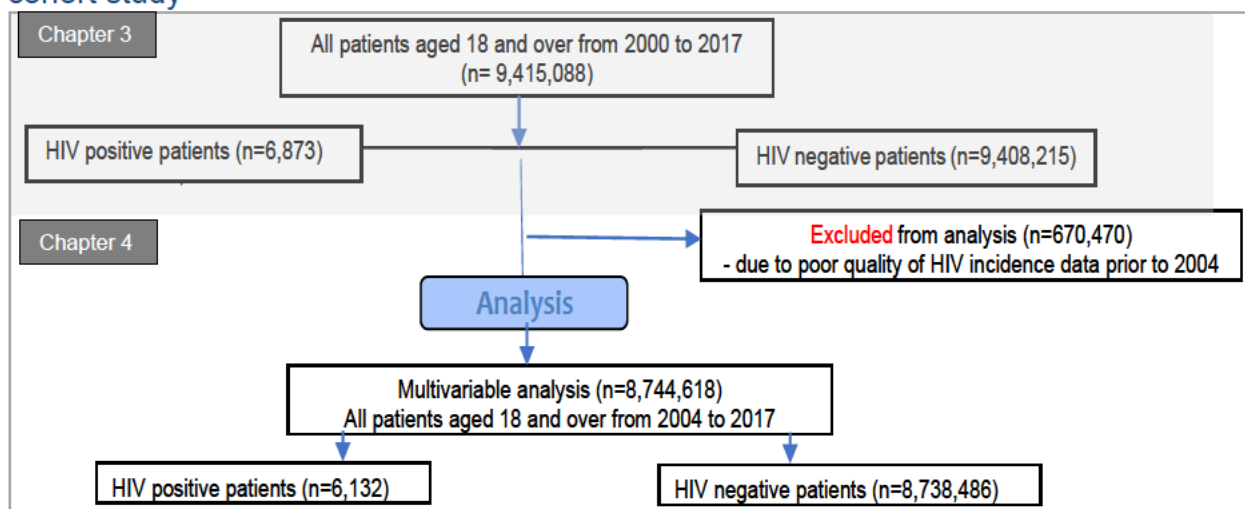 cohort study
Chapter 3
All patients aged 18 and over from 2000 to 2017
(n= 9,415,088)
HIV positive patients (n=6,873)
HIV negative patients (n=9,408,215)
Chapter 4
Excluded from analysis (n=670,470)
- due to poor quality of HIV incidence data prior to 2004
Analysis
Multivariable analysis (n=8,744,618)
All patients aged 18 and over from 2004 to 2017
HIV positive patients (n=6,132)
HIV negative patients (n=8,738,486)